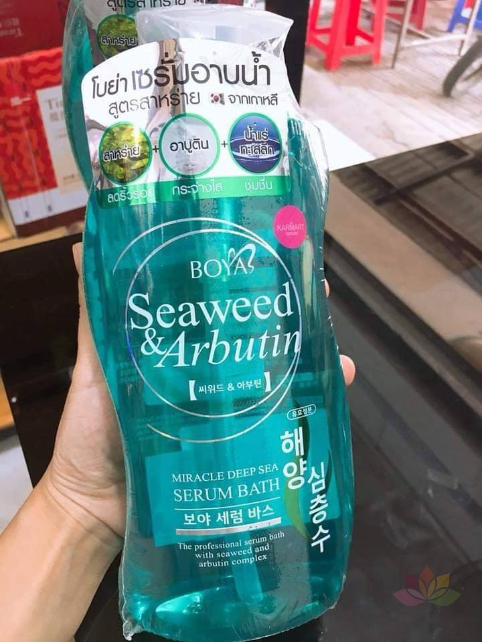 โบย่า เซรั่มอาบน้ำ
สูตรสาหร่าย 🇰🇷 จากเกาหลี
สาหร่าย + อาบูติน + น้ำแร่ทะเลลึก
ลดริ้วรอย กระจ่างใส ชุ่มชื้น
KARMART
BOYA
Seaweed
& Arbutin
【씨위드 & 아부틴】
해양
심층수
MIRACLE DEEP SEA
SERUM BATH
보야 세럼 바스
The professional serum bath
with seaweed and
arbutin complex